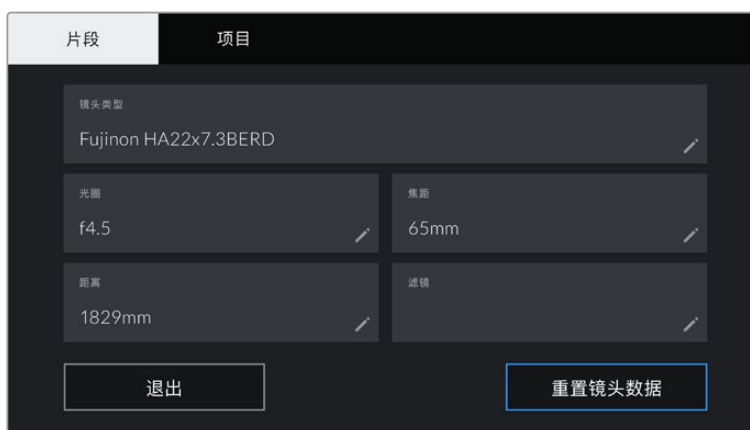 片段 项目
镜头类型
Fujinon HA22x7.3BERD
光圈 焦距
f4.5 65mm
距离 滤镜
1829mm
退出 重置镜头数据